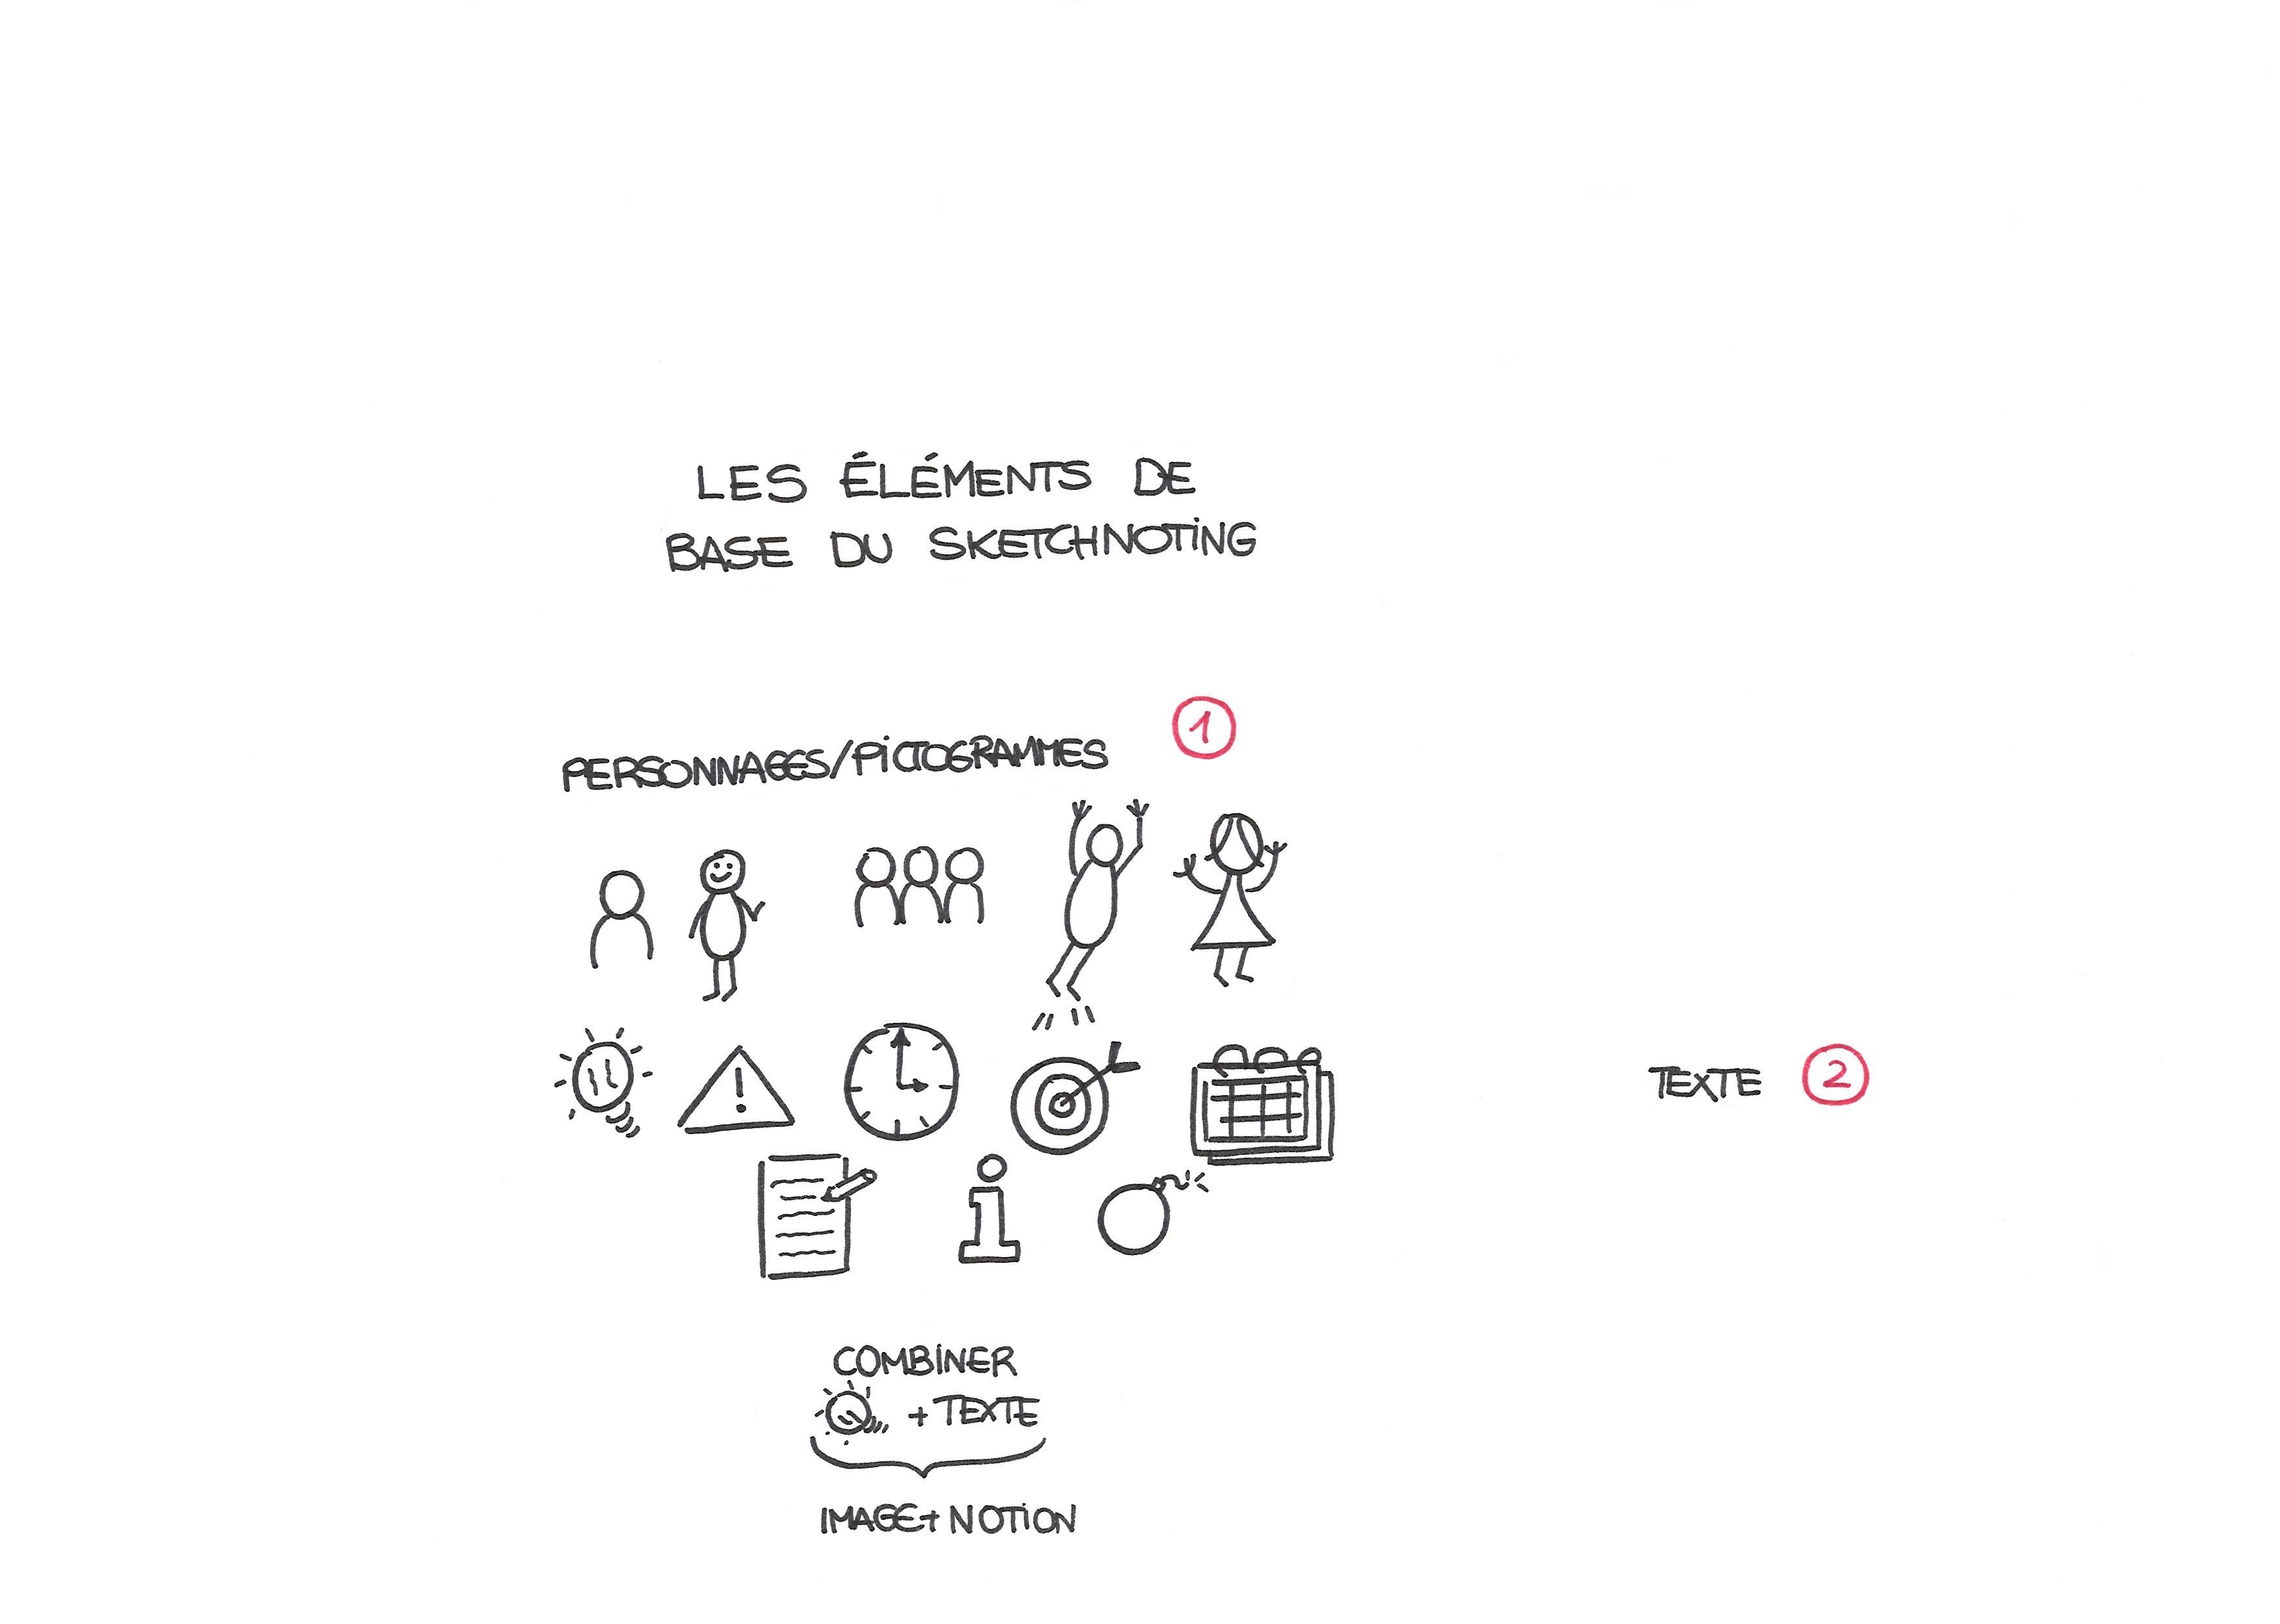 LES ÉLÉMENTS DE
BASE DU SKETCHNOTING
PERSONNAGES/PICTOGRAMMES 1
!
i
TEXTE 2
COMBINER
+ TEXTE
IMAGE + NOTION